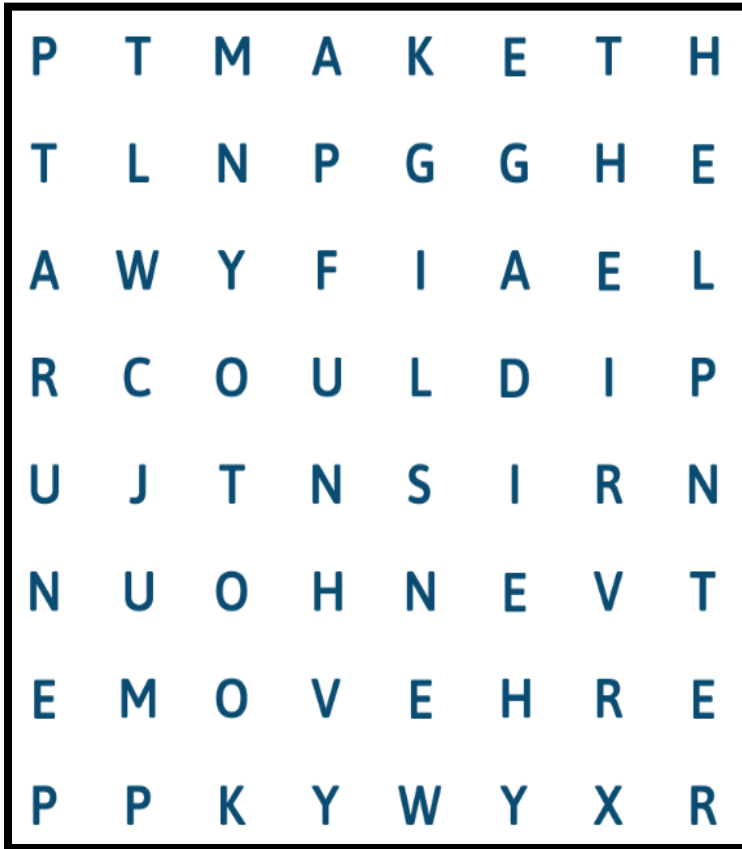 P T M A K E T H
T L N P G G H E
A W Y F I A E L
R C O U L D I P
U J T N S I R N
N U O H N E V T
E M O V E H R E
P P K Y W Y X R